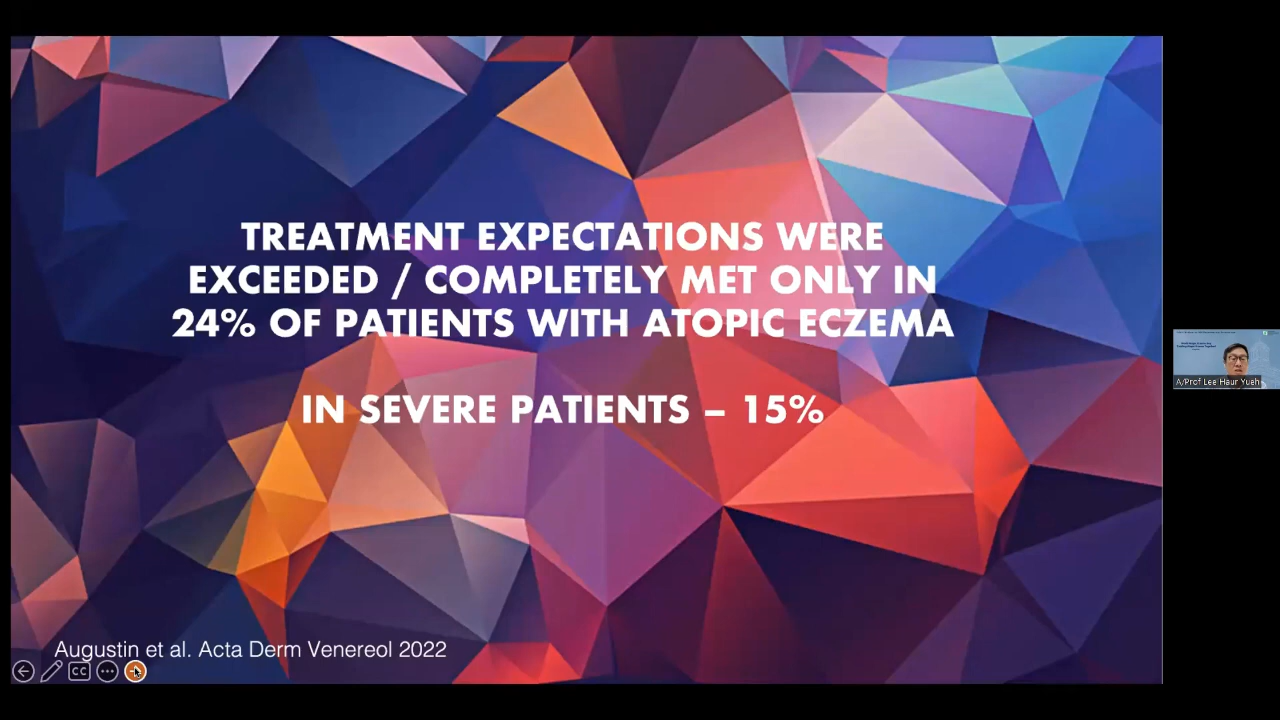 TREATMENT EXPECTATIONS WERE
EXCEEDED / COMPLETELY MET ONLY IN
24% OF PATIENTS WITH ATOPIC ECZEMA
IN SEVERE PATIENTS – 15%
Augustin et al. Acta Derm Venereol 2022
CC
A/Prof Lee Haur Yueh